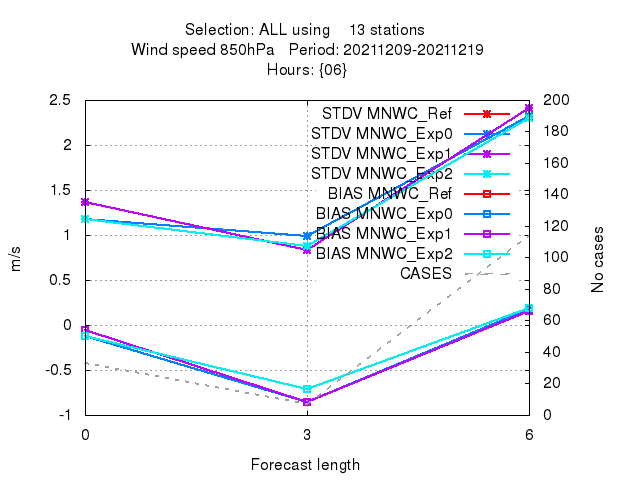 Selection: ALL using 13 stations
Wind speed 850hPa Period: 20211209-20211219
Hours: {06}
2.5
2
1.5
1
0.5
0
-0.5
-1
m/s
STDV MNWC_Ref
STDV MNWC_Exp0
STDV MNWC_Exp1
STDV MNWC_Exp2
BIAS MNWC_Ref
BIAS MNWC_Exp0
BIAS MNWC_Exp1
BIAS MNWC_Exp2
CASES
200
180
160
140
120
100
80
60
40
20
0
No cases
0
3
6
Forecast length